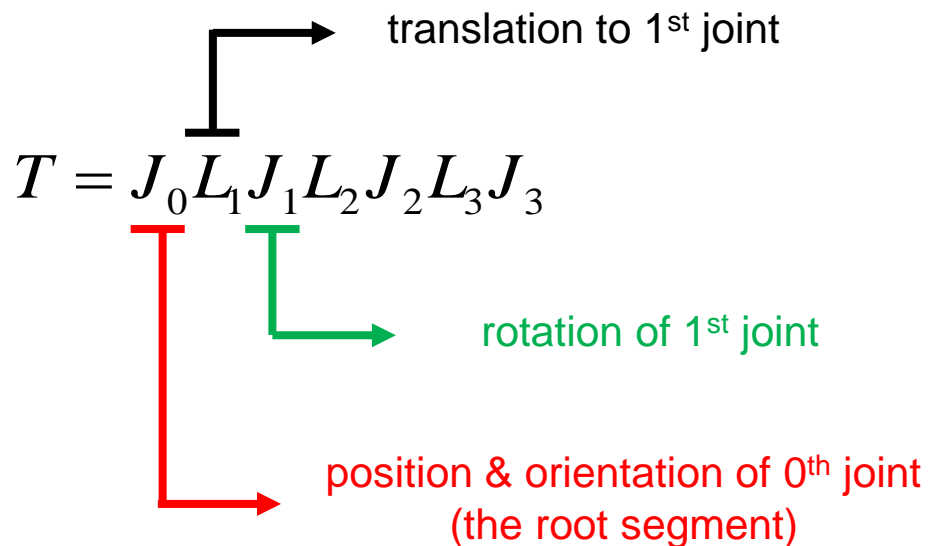 translation to 1st joint
T = J₀L₁J₁L₂J₂L₃J₃
rotation of 1st joint
position & orientation of 0th joint
(the root segment)